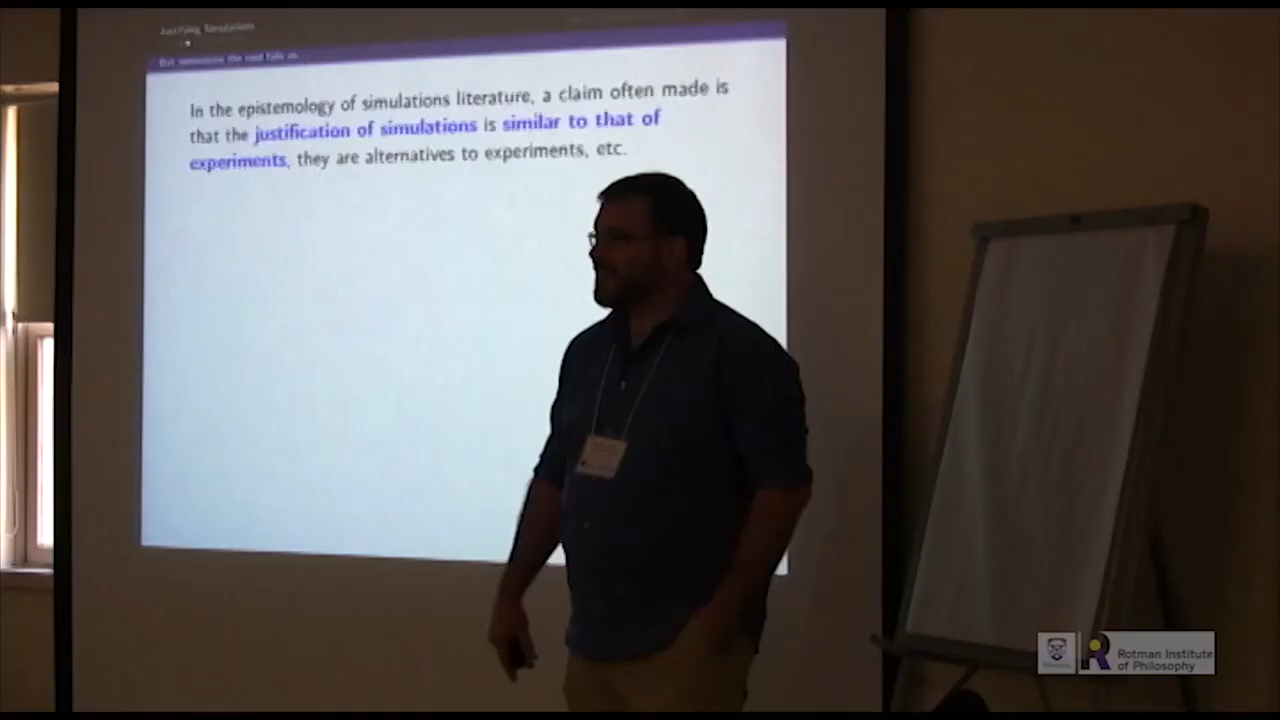 Justifying Simulations
In the epistemology of simulations literature, a claim often made is
that the justification of simulations is similar to that of
experiments, they are alternatives to experiments, etc.
Rotman Institute
of Philosophy